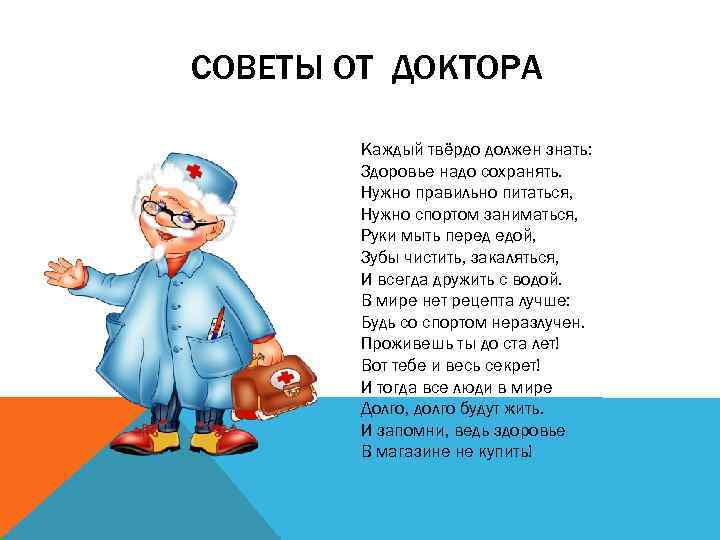 СОВЕТЫ ОТ ДОКТОРА
Каждый твёрдо должен знать:
Здоровье надо сохранять.
Нужно правильно питаться,
Нужно спортом заниматься,
Руки мыть перед едой,
Зубы чистить, закаляться,
И всегда дружить с водой.
В мире нет рецепта лучше:
Будь со спортом неразлучен.
Проживешь ты до ста лет!
Вот тебе и весь секрет!
И тогда все люди в мире
Долго, долго будут жить.
И запомни, ведь здоровье
В магазине не купить!